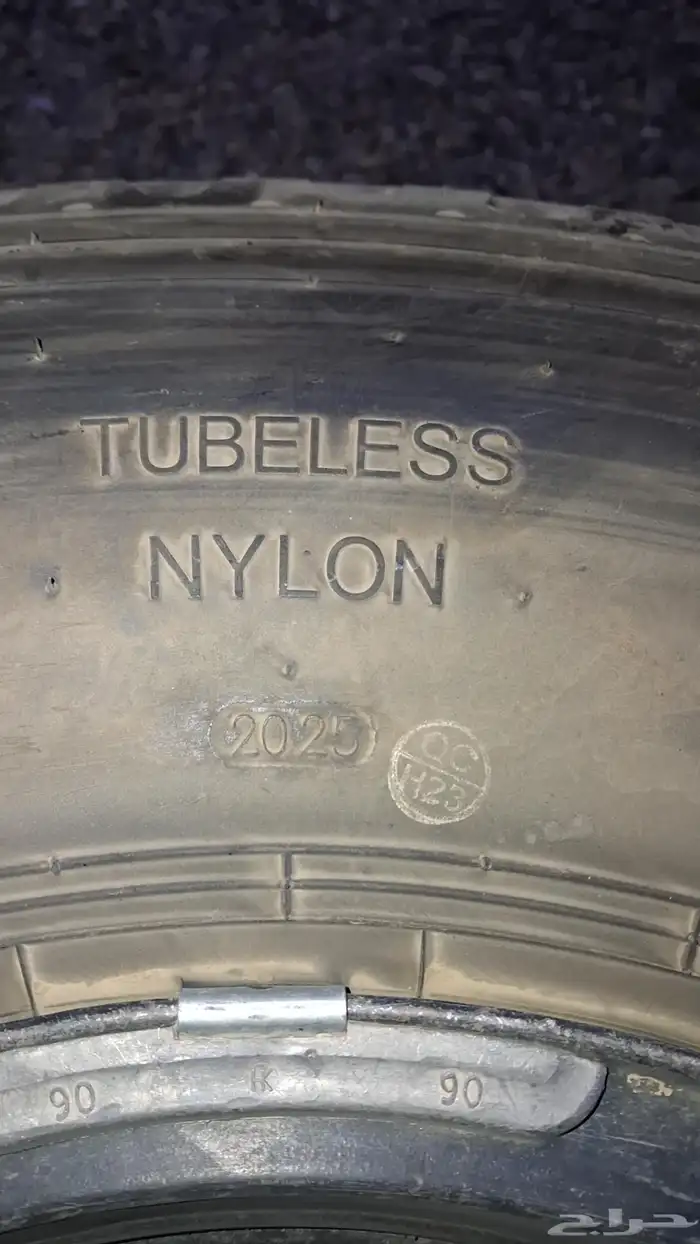 TUBELESS
NYLON
2025
QC
H23
90 K 90
حراج